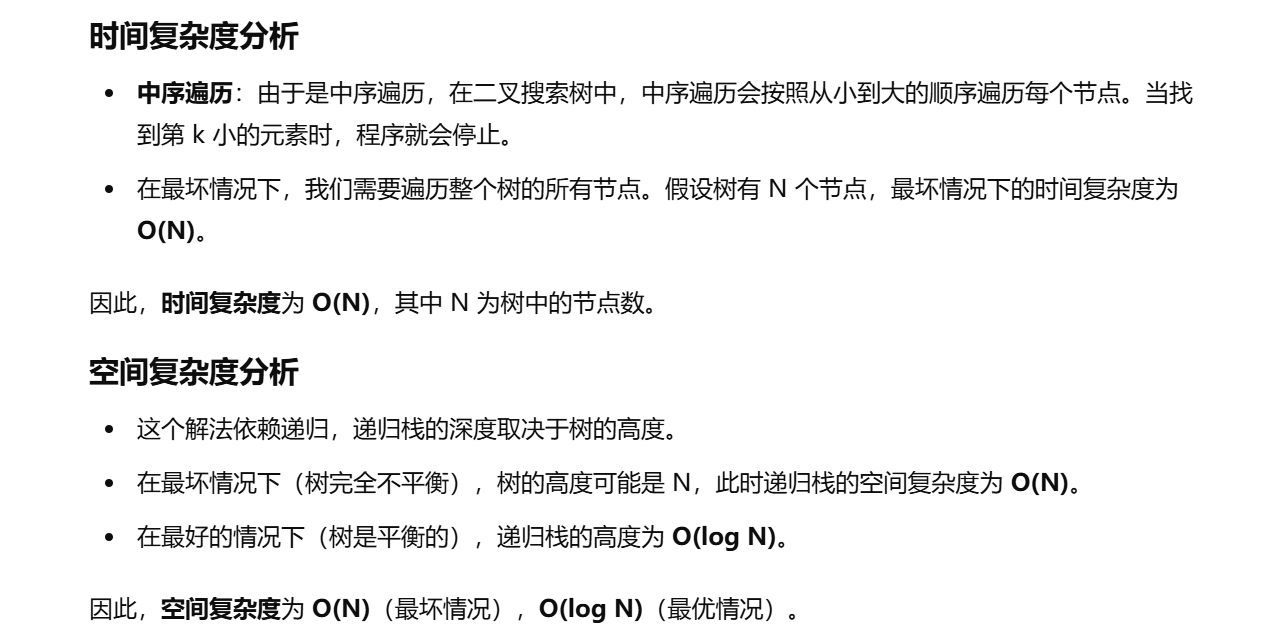 时间复杂度分析
• 中序遍历：由于是中序遍历，在二叉搜索树中，中序遍历会按照从小到大的顺序遍历每个节点。当找
到第 k 小的元素时，程序就会停止。
• 在最坏情况下，我们需要遍历整个树的所有节点。假设树有 N 个节点，最坏情况下的时间复杂度为
O(N)。
因此，时间复杂度为 O(N)，其中 N 为树中的节点数。
空间复杂度分析
• 这个解法依赖递归，递归栈的深度取决于树的高度。
• 在最坏情况下（树完全不平衡），树的高度可能是 N，此时递归栈的空间复杂度为 O(N)。
• 在最好的情况下（树是平衡的），递归栈的高度为 O(log N)。
因此，空间复杂度为 O(N)（最坏情况），O(log N)（最优情况）。